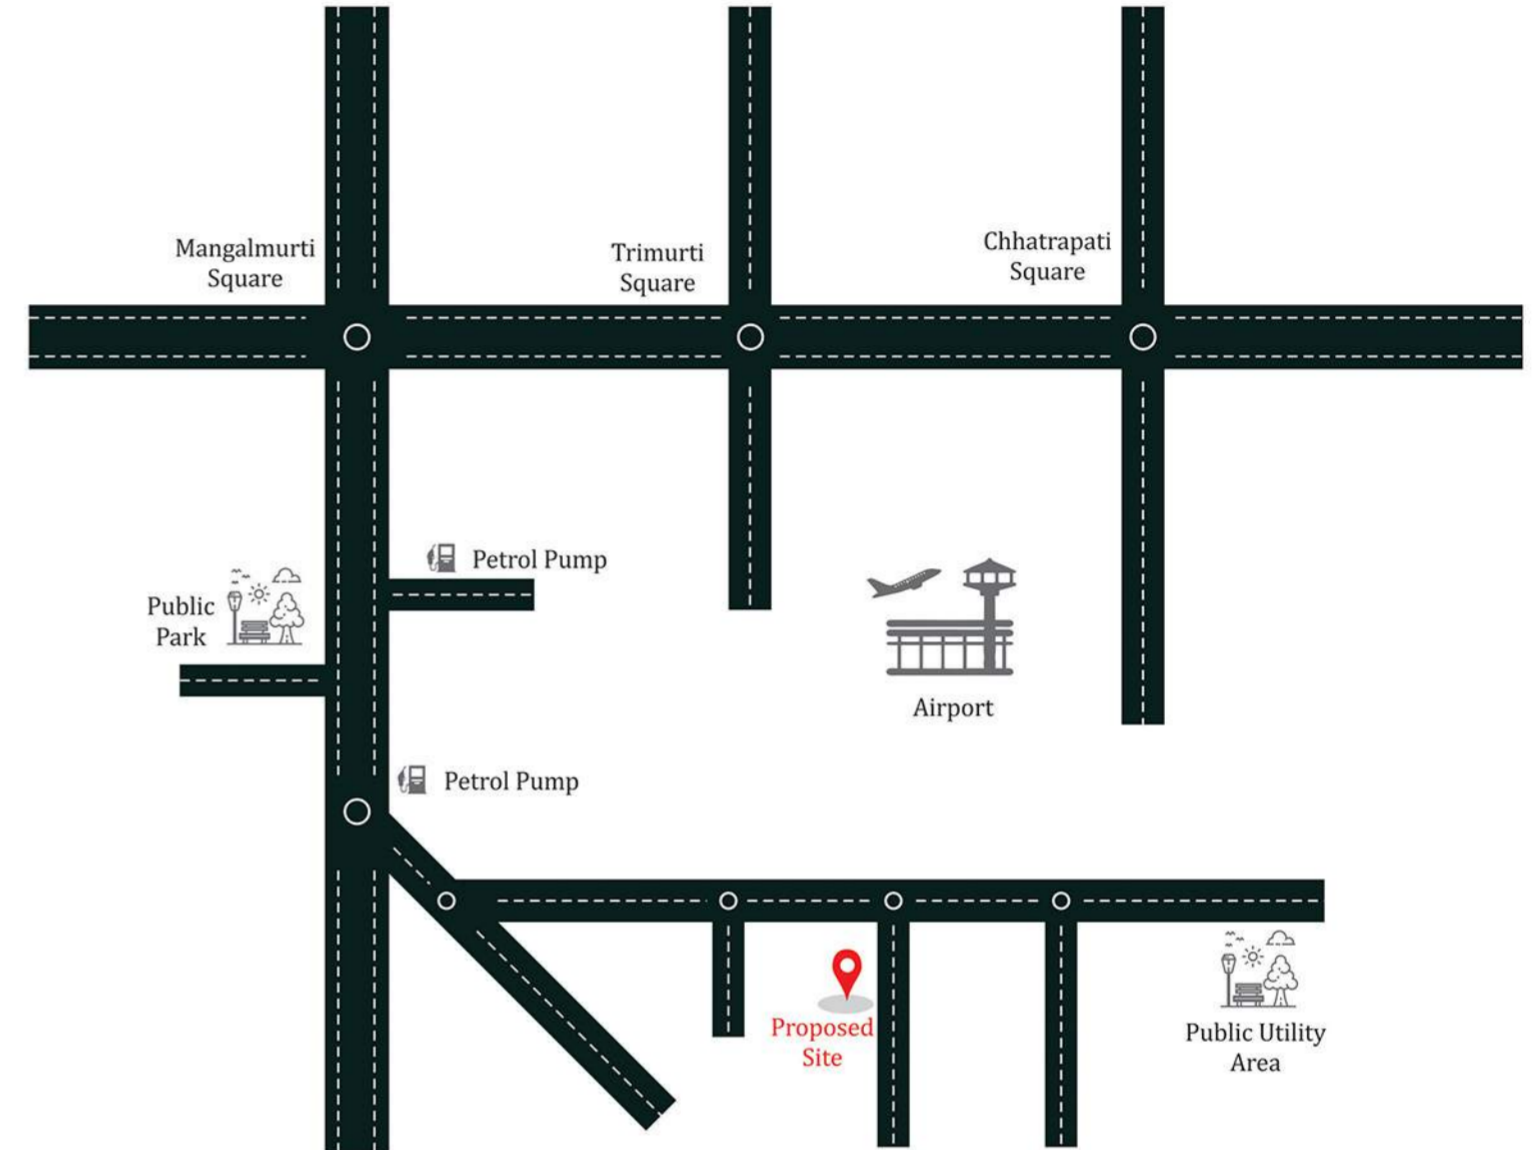 Mangalmurti
Square
Trimurti
Square
Chhatrapati
Square
Petrol Pump
Public
Park
Airport
Petrol Pump
Proposed
Site
Public Utility
Area